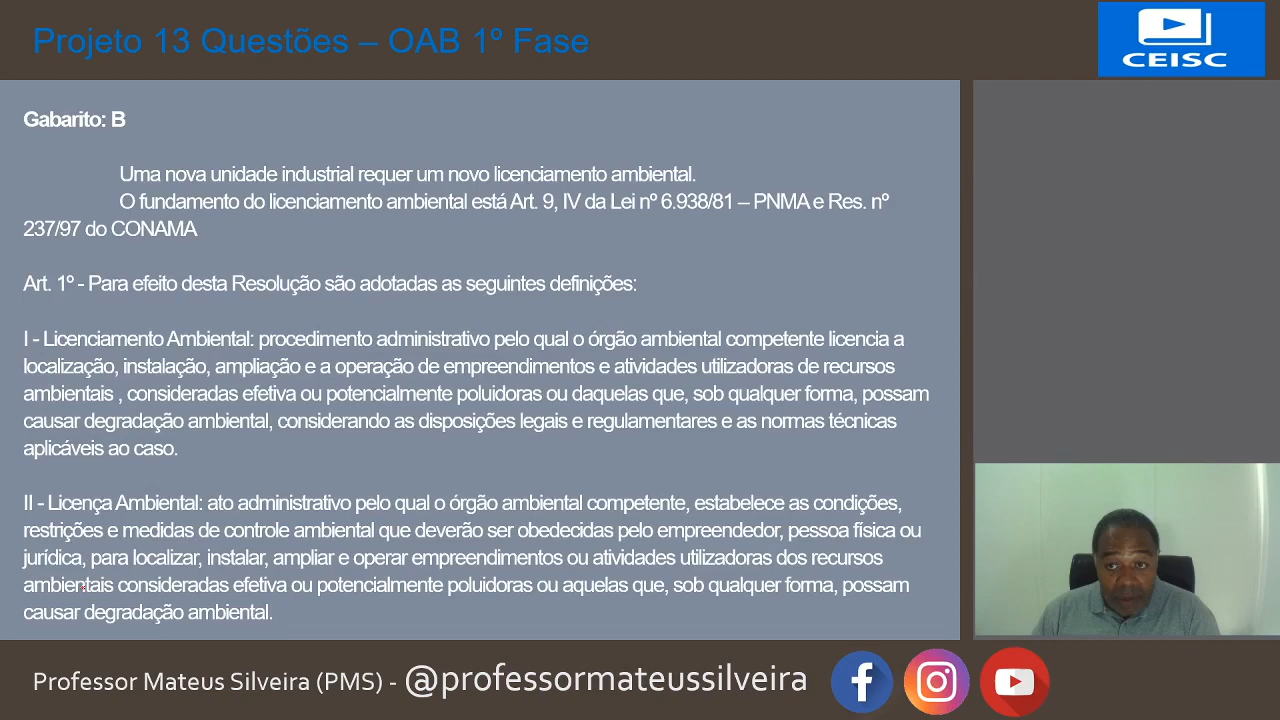 Projeto 13 Questões – OAB 1º Fase
CEISC
Gabarito: B
Uma nova unidade industrial requer um novo licenciamento ambiental.
O fundamento do licenciamento ambiental está Art. 9, IV da Lei nº 6.938/81 – PNMA e Res. nº
237/97 do CONAMA
Art. 1º - Para efeito desta Resolução são adotadas as seguintes definições:
I - Licenciamento Ambiental: procedimento administrativo pelo qual o órgão ambiental competente licencia a
localização, instalação, ampliação e a operação de empreendimentos e atividades utilizadoras de recursos
ambientais , consideradas efetiva ou potencialmente poluidoras ou daquelas que, sob qualquer forma, possam
causar degradação ambiental, considerando as disposições legais e regulamentares e as normas técnicas
aplicáveis ao caso.
II - Licença Ambiental: ato administrativo pelo qual o órgão ambiental competente, estabelece as condições,
restrições e medidas de controle ambiental que deverão ser obedecidas pelo empreendedor, pessoa física ou
jurídica, para localizar, instalar, ampliar e operar empreendimentos ou atividades utilizadoras dos recursos
ambientais consideradas efetiva ou potencialmente poluidoras ou aquelas que, sob qualquer forma, possam
causar degradação ambiental.
Professor Mateus Silveira (PMS) - @professormateussilveira